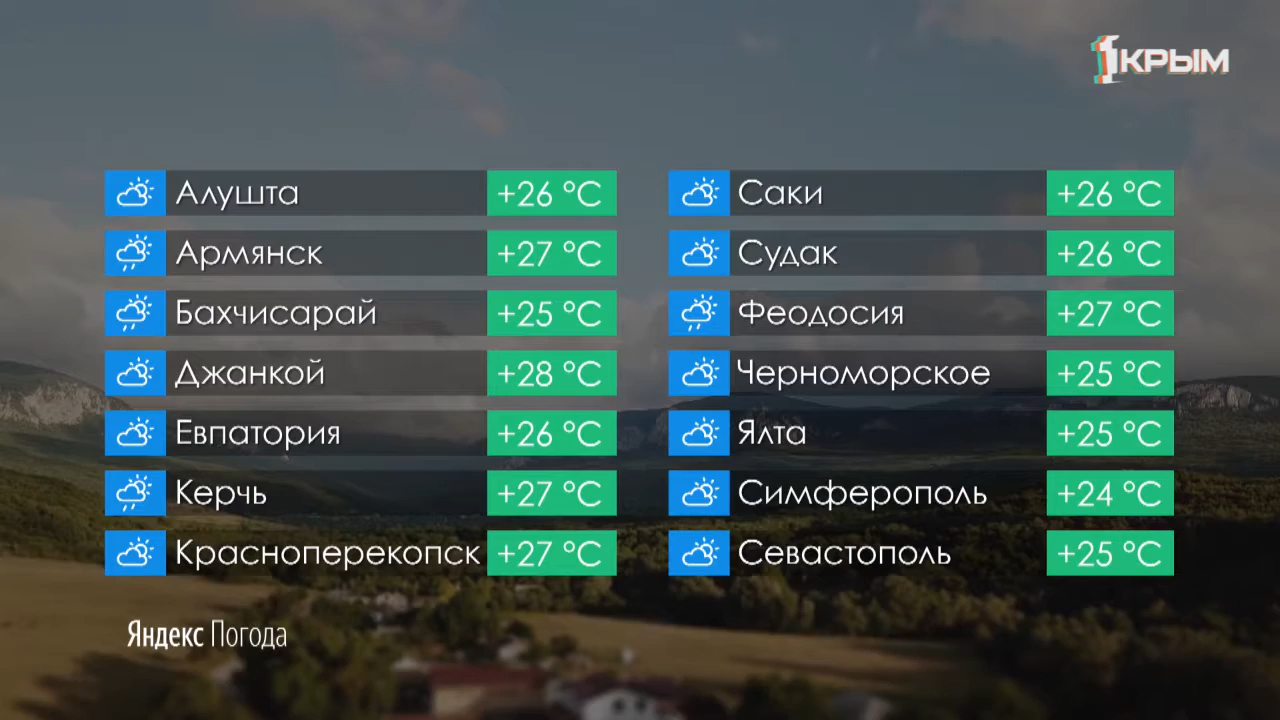 1КРЫМ
Алушта +26 °C
Армянск +27 °C
Бахчисарай +25 °C
Джанкой +28 °C
Евпатория +26 °C
Керчь +27 °C
Красноперекопск +27 °C
Саки +26 °C
Судак +26 °C
Феодосия +27 °C
Черноморское +25 °C
Ялта +25 °C
Симферополь +24 °C
Севастополь +25 °C
Яндекс Погода